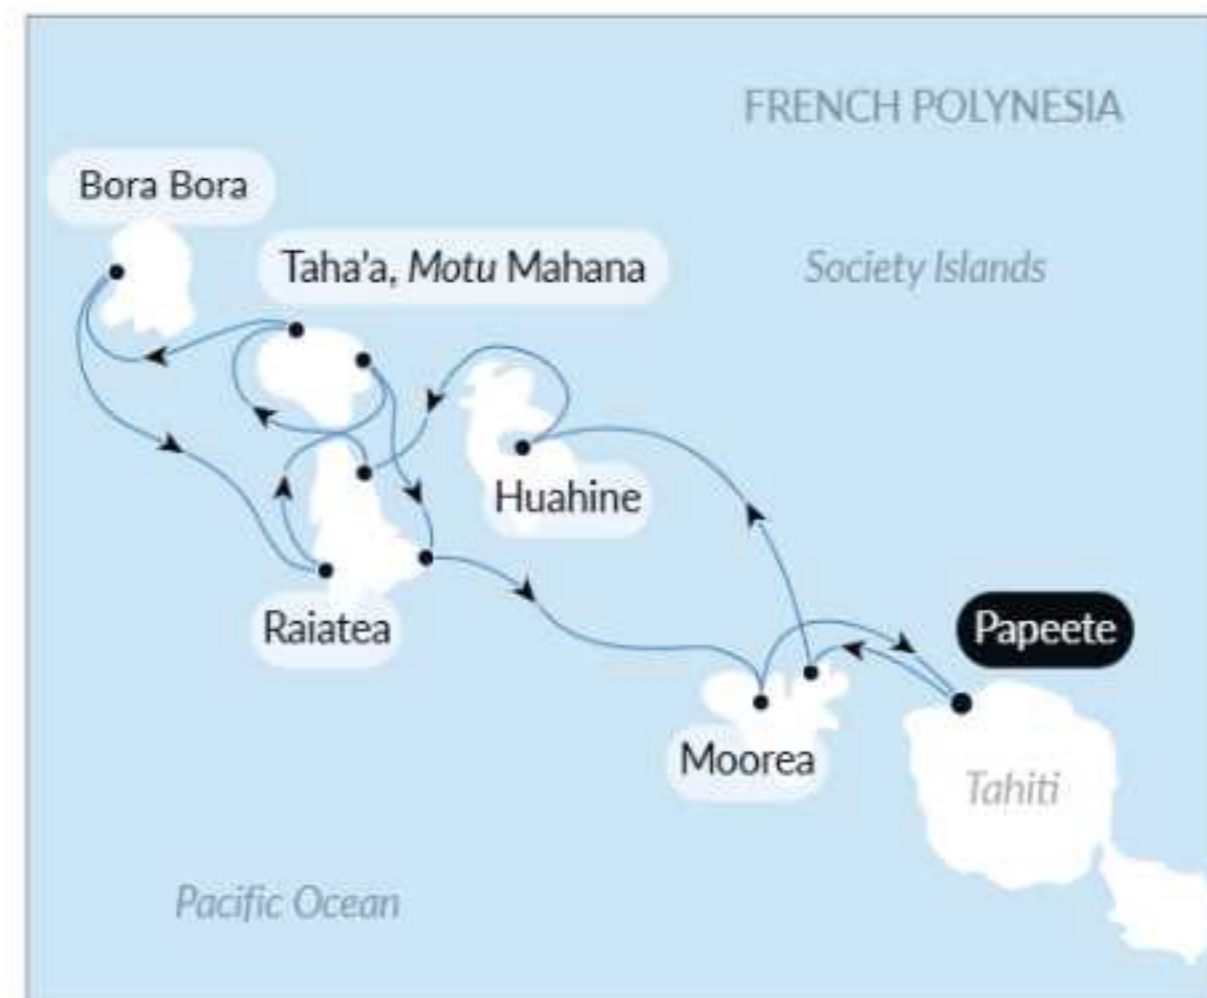 FRENCH POLYNESIA
Bora Bora
Taha'a, Motu Mahana
Society Islands
Huahine
Raiatea
Papeete
Moorea
Tahiti
Pacific Ocean